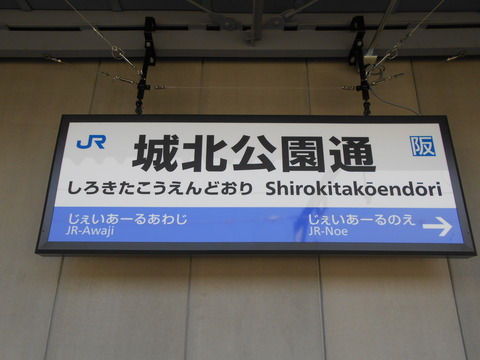 JR 城北公園通 阪
しろきたこうえんどおり Shirokitakōendōri
じぇいあーるあわじ じぇいあーるのえ →
JR-Awaji JR-Noe